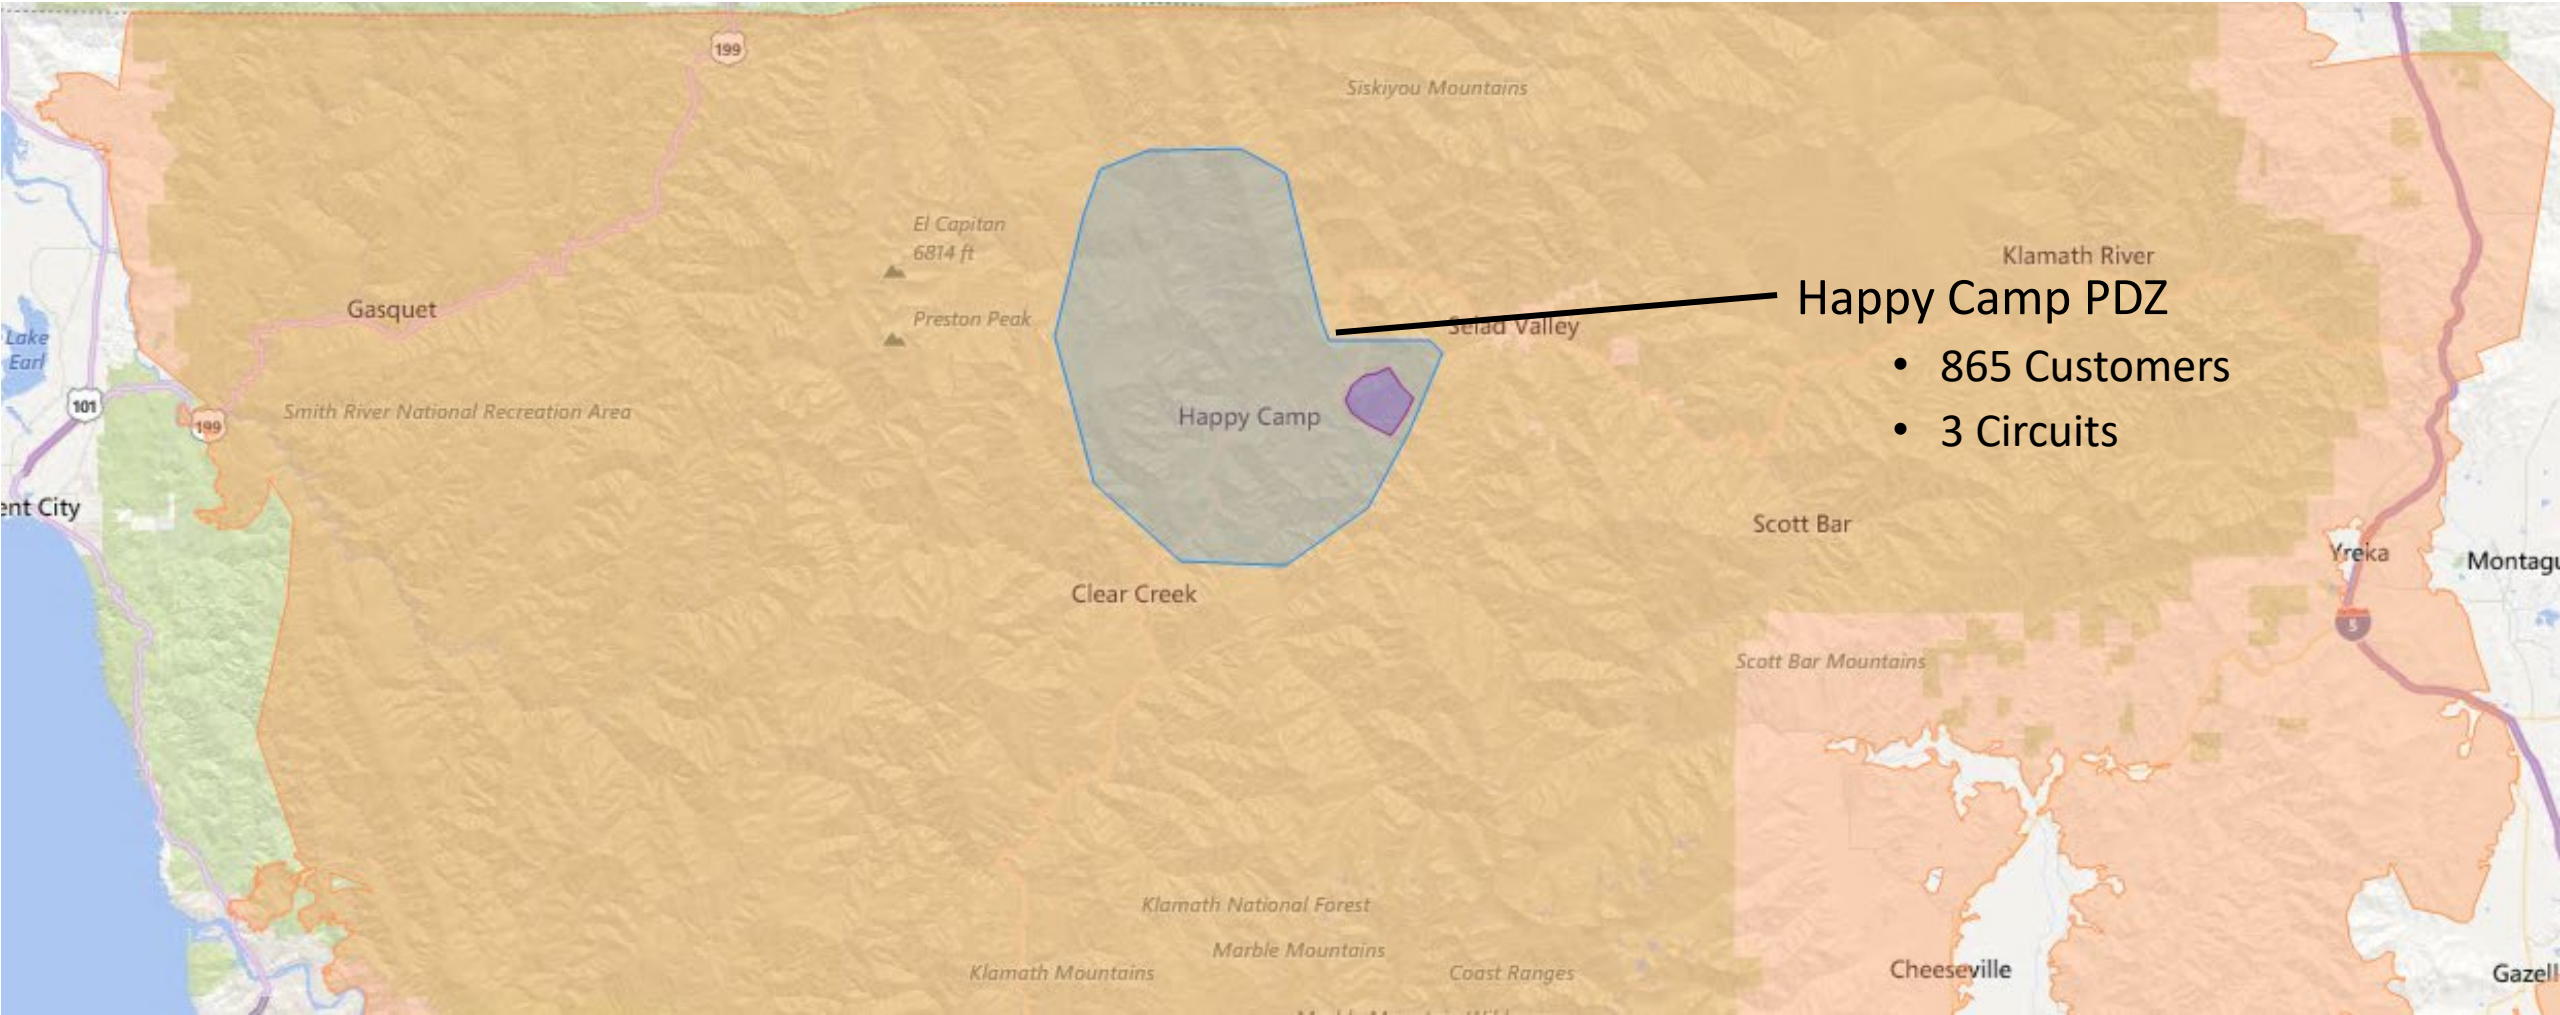 199
Siskiyou Mountains
El Capitan
6814 ft
Klamath River
Happy Camp PDZ
Gasquet
Preston Peak
Seiad Valley
Lake
Earl
• 865 Customers
101
Smith River National Recreation Area
199
Happy Camp
• 3 Circuits
ent City
Scott Bar
Yreka
Montagu
Clear Creek
5
Scott Bar Mountains
Klamath National Forest
Marble Mountains
Klamath Mountains
Coast Ranges
Cheeseville
Gazell